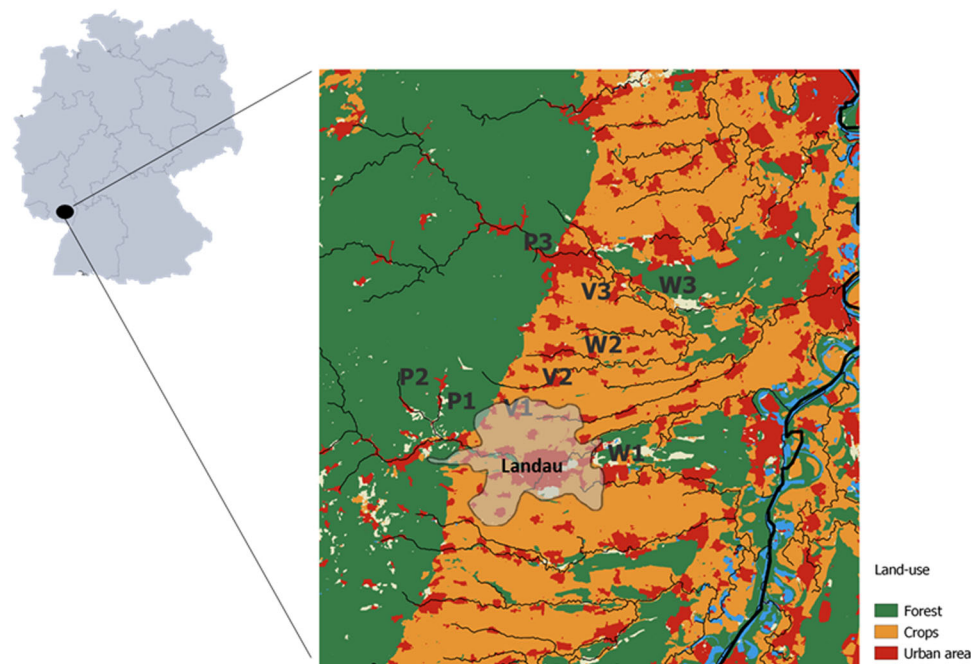 P3
V3
W3
W2
P2
V2
P1
V1
W1
Landau
Land-use
Forest
Crops
Urban area